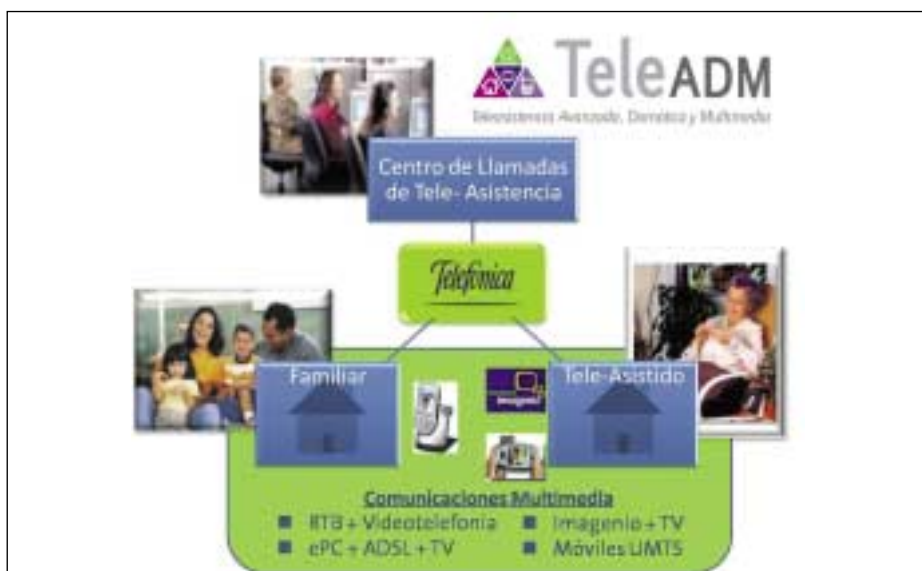 TeleADM
Teleasistencia Avanzada, Domótica y Multimedia
Centro de Llamadas
de Tele- Asistencia
Telefónica
Familiar
Tele-Asistido
imagenio
Comunicaciones Multimedia
RTB + Videotelefonía
Imagenio + TV
ePC + ADSL + TV
Móviles UMTS